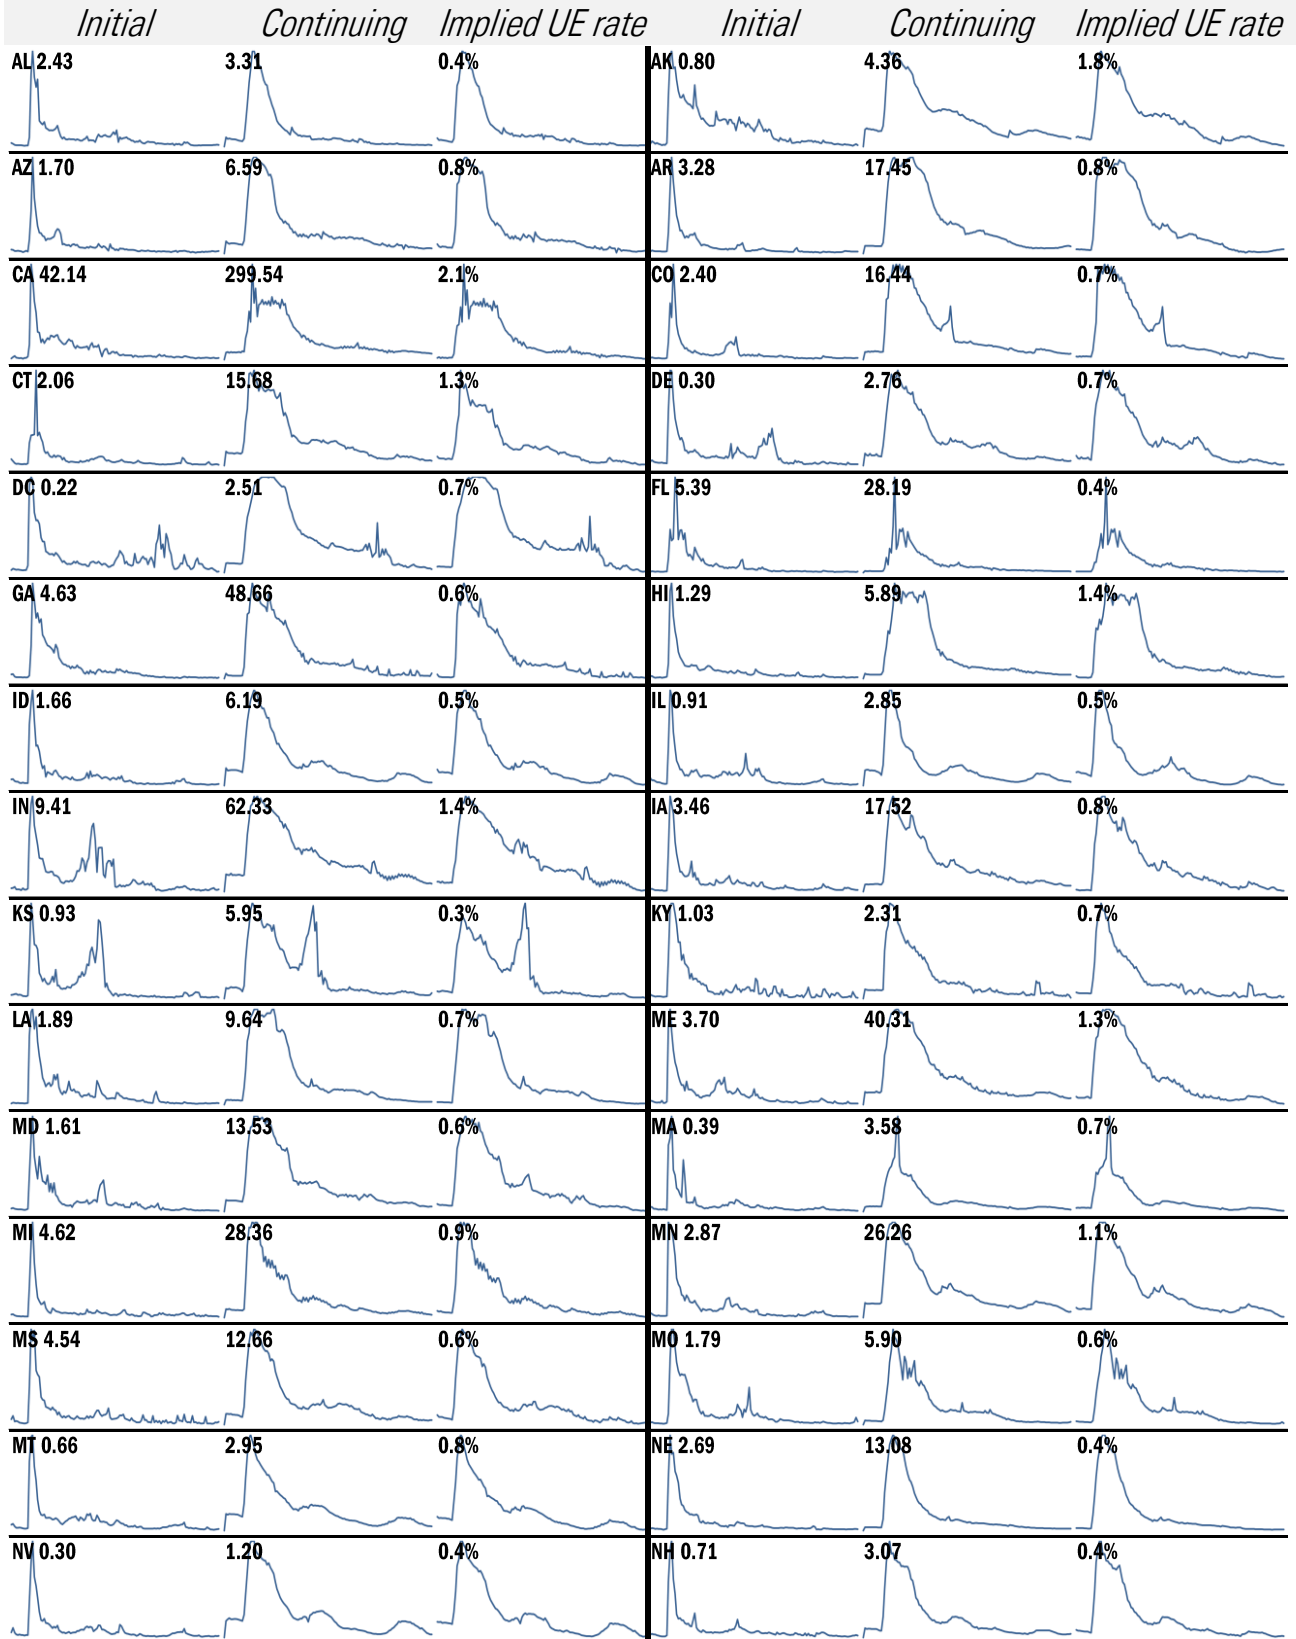 Initial Continuing Implied UE rate Initial Continuing Implied UE rate
AL 2.43 3.31 0.4% AK 0.80 4.36 1.8%
AZ 1.70 6.59 0.8% AR 3.28 17.45 0.8%
CA 42.14 299.54 2.1% CO 2.40 16.44 0.7%
CT 2.06 15.68 1.3% DE 0.30 2.76 0.7%
DC 0.22 2.51 0.7% FL 5.39 28.19 0.4%
GA 4.63 48.66 0.6% HI 1.29 5.89 1.4%
ID 1.66 6.19 0.5% IL 0.91 2.85 0.5%
IN 9.41 62.33 1.4% IA 3.46 17.52 0.8%
KS 0.93 5.95 0.3% KY 1.03 2.31 0.7%
LA 1.89 9.64 0.7% ME 3.70 40.31 1.3%
MD 1.61 13.53 0.6% MA 0.39 3.58 0.7%
MI 4.62 28.36 0.9% MN 2.87 26.26 1.1%
MS 4.54 12.66 0.6% MO 1.79 5.90 0.6%
MT 0.66 2.95 0.8% NE 2.69 13.08 0.4%
NV 0.30 1.20 0.4% NH 0.71 3.07 0.4%